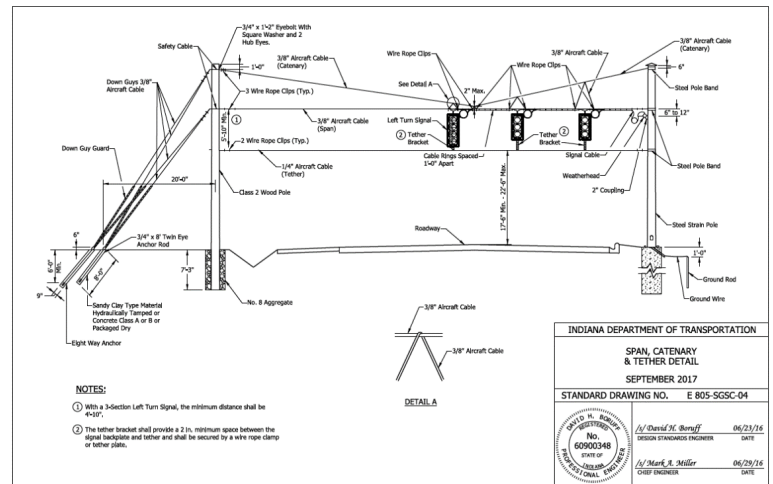 3/4" x 1'-2" Eyebolt With
Square Washer and 2
Hub Eyes.
Safety Cable
1'-0"
3/8" Aircraft Cable
(Catenary)
Wire Rope Clips
3/8" Aircraft Cable
3/8" Aircraft Cable
(Catenary)
Wire Rope Clips
6"
Down Guys 3/8"
Aircraft Cable
See Detail A
2" Max.
Steel Pole Band
3 Wire Rope Clips (Typ.)
1
5'-10" Min.
3/8" Aircraft Cable
(Span)
Left Turn Signal
6" to 12"
2 Tether
Bracket
Tether 2
Bracket
Signal Cable
2 Wire Rope Clips (Typ.)
Down Guy Guard
Cable Rings Spaced
1'-0" Apart
Weatherhead
Steel Pole Band
1/4" Aircraft Cable
(Tether)
2" Coupling
20'-0"
Class 2 Wood Pole
17'-6" Min. - 22'-6" Max.
Steel Strain Pole
3/4" x 8' Twin Eye
Anchor Rod
Roadway
6"
6'-0"
Min.
8'-0"
7'-3"
1'-0"
9"
Ground Rod
Ground Wire
Sandy Clay Type Material
Hydraulically Tamped or
Concrete Class A or B or
Packaged Dry
No. 8 Aggregate
Eight Way Anchor
3/8" Aircraft Cable
3/8" Aircraft Cable
DETAIL A
NOTES:
1 With a 3-Section Left Turn Signal, the minimum distance shall be
4'-10".
2 The tether bracket shall provide a 2 in. minimum space between the
signal backplate and tether and shall be secured by a wire rope clamp
or tether plate.
INDIANA DEPARTMENT OF TRANSPORTATION
SPAN, CATENARY
& TETHER DETAIL
SEPTEMBER 2017
STANDARD DRAWING NO. E 805-SGSC-04
DAVID H. BORUFF
REGISTERED
No.
60900348
STATE OF
INDIANA
PROFESSIONAL ENGINEER
/s/ David H. Boruff 06/23/16
DESIGN STANDARDS ENGINEER DATE
/s/ Mark A. Miller 06/29/16
CHIEF ENGINEER DATE